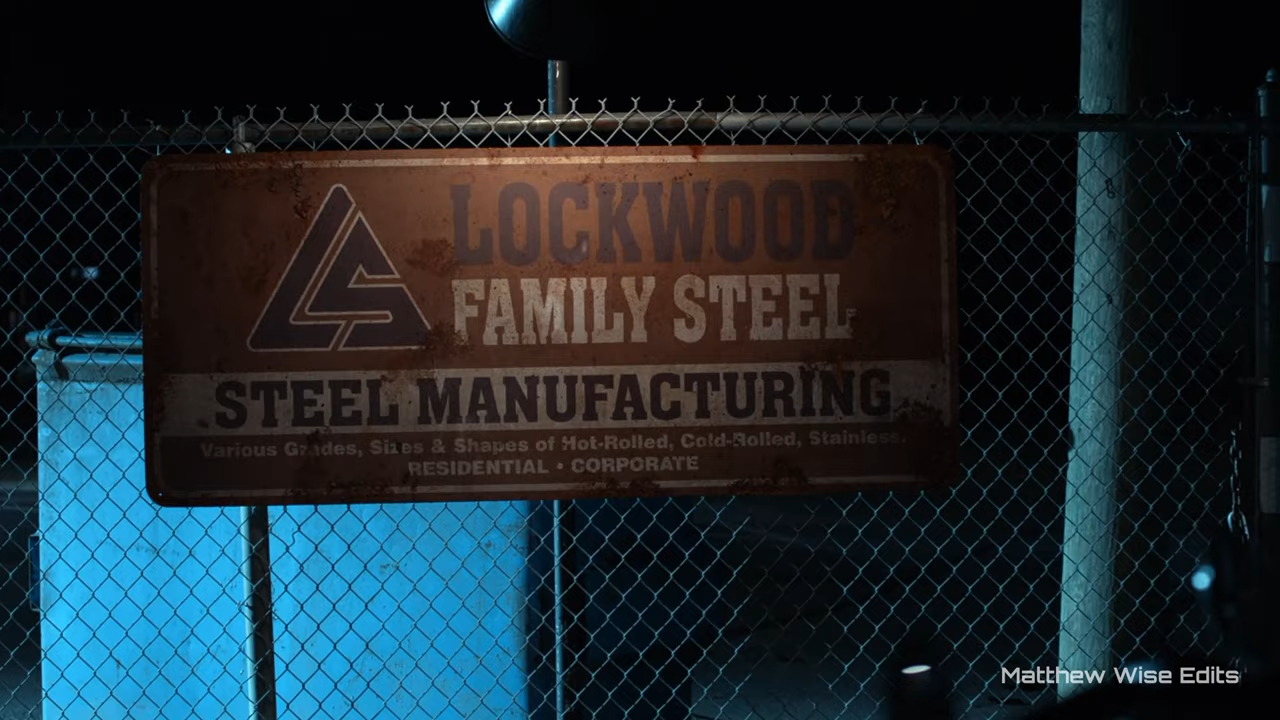 LOCKWOOD
FAMILY STEEL
STEEL MANUFACTURING
Various Grades, Sizes & Shapes of Hot-Rolled, Cold-Rolled, Stainless.
RESIDENTIAL • CORPORATE
Matthew Wise Edits